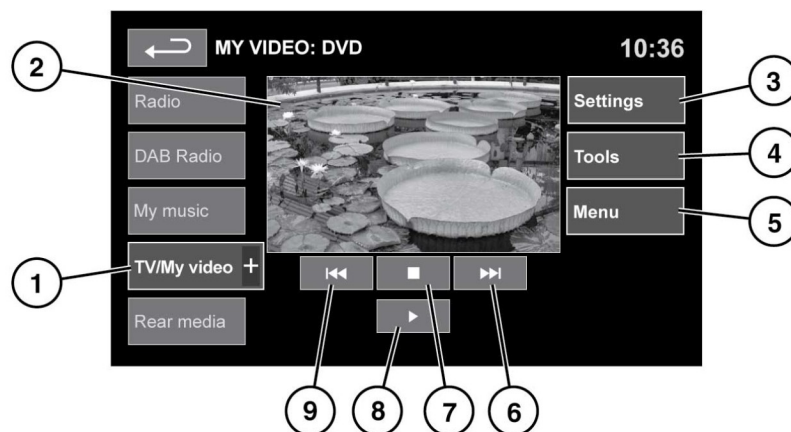 MY VIDEO: DVD
10:36
Radio
DAB Radio
My music
TV/My video +
Rear media
Settings
Tools
Menu
1
2
3
4
5
6
7
8
9